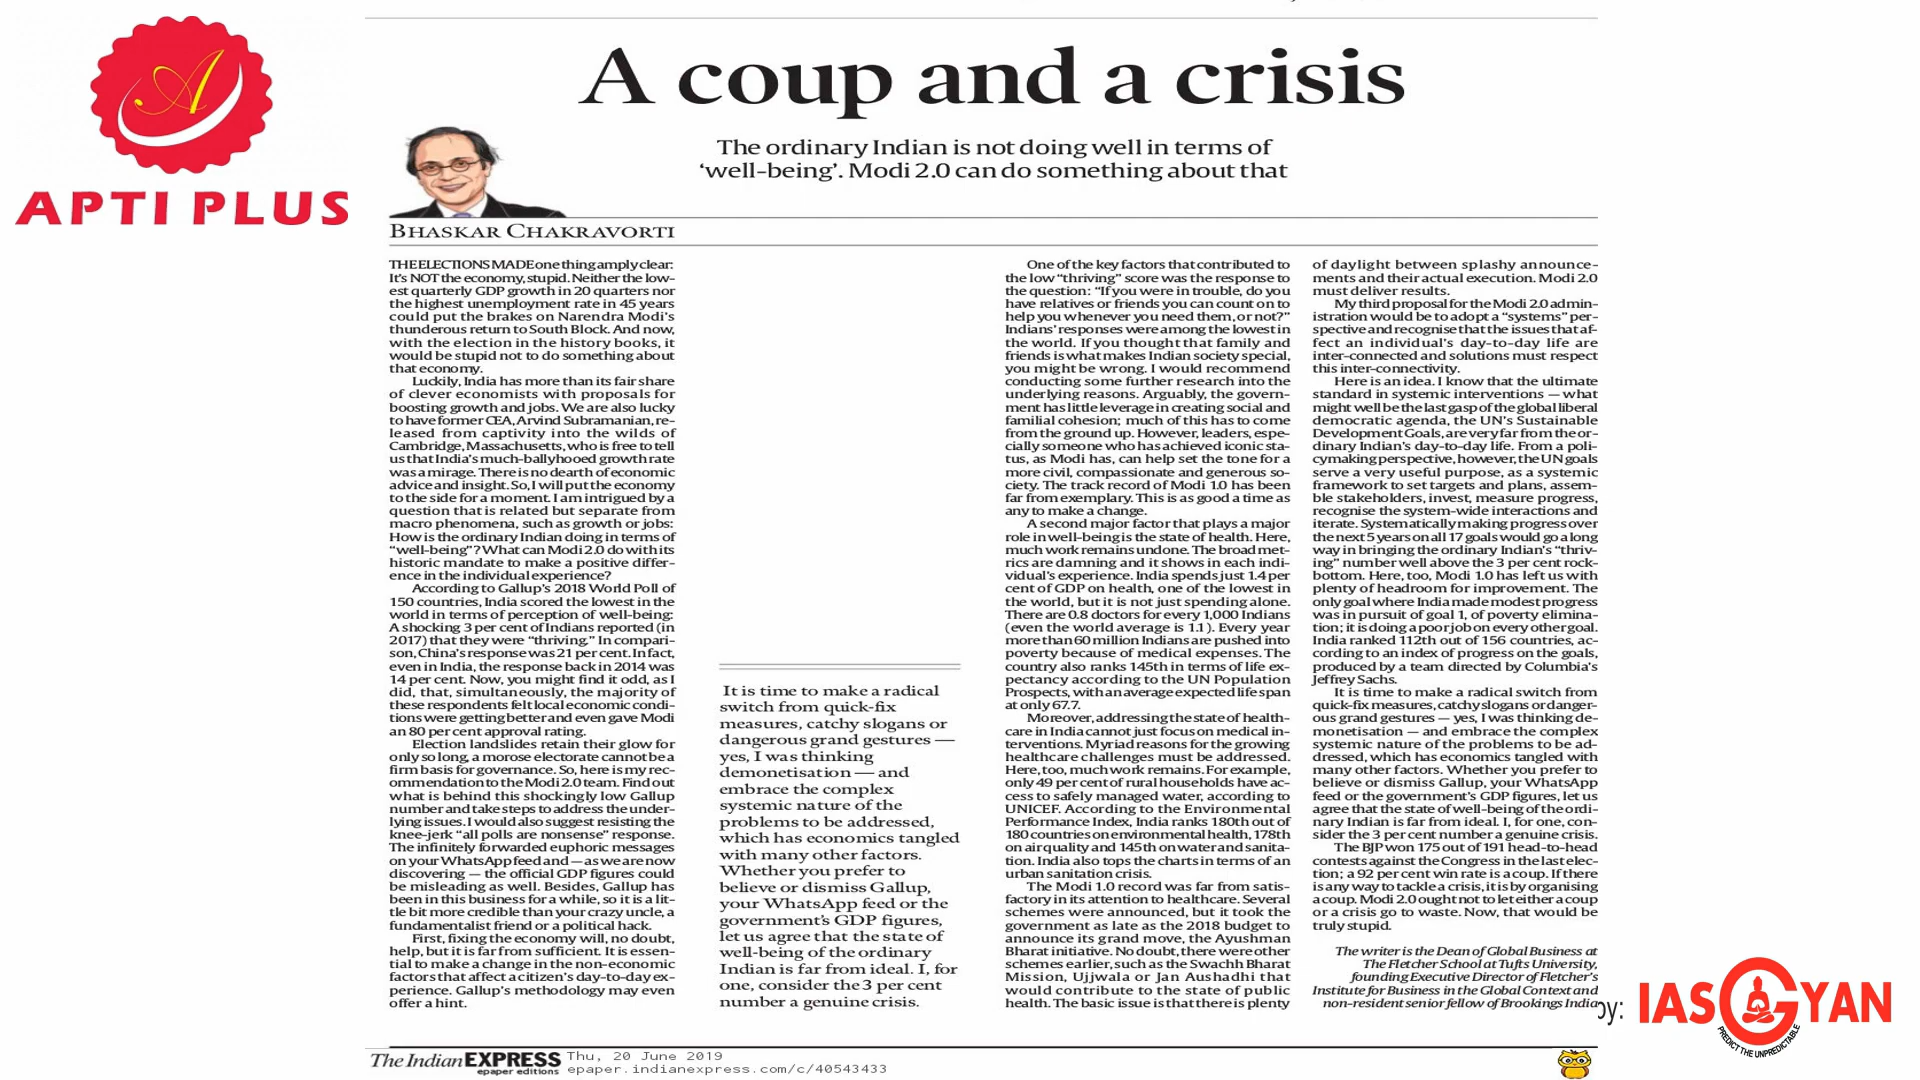 APTI PLUS
A coup and a crisis
The ordinary Indian is not doing well in terms of
‘well-being’. Modi 2.0 can do something about that
BHASKAR CHAKRAVORTI
THE ELECTIONS MADE one thing amply clear:
It's NOT the economy, stupid. Neither the low-
est quarterly GDP growth in 20 quarters nor
the highest unemployment rate in 45 years
could put the brakes on Narendra Modi's
thunderous return to South Block. And now,
with the election in the history books, it
would be stupid not to do something about
that economy.
Luckily, India has more than its fair share
of clever economists with proposals for
boosting growth and jobs. We are also lucky
to have former CEA, Arvind Subramanian, re-
leased from captivity into the wilds of
Cambridge, Massachusetts, who is free to tell
us that India's much-ballyhooed growth rate
was a mirage. There is no dearth of economic
advice and insight. So, I will put the economy
to the side for a moment. I am intrigued by a
question that is related but separate from
macro phenomena, such as growth or jobs:
How is the ordinary Indian doing in terms of
“well-being”? What can Modi 2.0 do with its
historic mandate to make a positive differ-
ence in the individual experience?
According to Gallup's 2018 World Poll of
150 countries, India scored the lowest in the
world in terms of perception of well-being:
A shocking 3 per cent of Indians reported (in
2017) that they were “thriving.” In compari-
son, China's response was 21 per cent. In fact,
even in India, the response back in 2014 was
14 per cent. Now, you might find it odd, as I
did, that, simultaneously, the majority of
these respondents felt local economic condi-
tions were getting better and even gave Modi
an 80 per cent approval rating.
Election landslides retain their glow for
only so long, a morose electorate cannot be a
firm basis for governance. So, here is my rec-
ommendation to the Modi 2.0 team. Find out
what is behind this shockingly low Gallup
number and take steps to address the under-
lying issues. I would also suggest resisting the
knee-jerk “all polls are nonsense” response.
The infinitely forwarded euphoric messages
on your WhatsApp feed and — as we are now
discovering — the official GDP figures could
be misleading as well. Besides, Gallup has
been in this business for a while, so it is a lit-
tle bit more credible than your crazy uncle, a
fundamentalist friend or a political hack.
First, fixing the economy will, no doubt,
help, but it is far from sufficient. It is essen-
tial to make a change in the non-economic
factors that affect a citizen's day-to-day ex-
perience. Gallup's methodology may even
offer a hint.
It is time to make a radical
switch from quick-fix
measures, catchy slogans or
dangerous grand gestures —
yes, I was thinking
demonetisation — and
embrace the complex
systemic nature of the
problems to be addressed,
which has economics tangled
with many other factors.
Whether you prefer to
believe or dismiss Gallup,
your WhatsApp feed or the
government's GDP figures,
let us agree that the state of
well-being of the ordinary
Indian is far from ideal. I, for
one, consider the 3 per cent
number a genuine crisis.
One of the key factors that contributed to
the low “thriving” score was the response to
the question: “If you were in trouble, do you
have relatives or friends you can count on to
help you whenever you need them, or not?”
Indians' responses were among the lowest in
the world. If you thought that family and
friends is what makes Indian society special,
you might be wrong. I would recommend
conducting some further research into the
underlying reasons. Arguably, the govern-
ment has little leverage in creating social and
familial cohesion; much of this has to come
from the ground up. However, leaders, espe-
cially someone who has achieved iconic sta-
tus, as Modi has, can help set the tone for a
more civil, compassionate and generous so-
ciety. The track record of Modi 1.0 has been
far from exemplary. This is as good a time as
any to make a change.
A second major factor that plays a major
role in well-being is the state of health. Here,
much work remains undone. The broad met-
rics are damning and it shows in each indi-
vidual's experience. India spends just 1.4 per
cent of GDP on health, one of the lowest in
the world, but it is not just spending alone.
There are 0.8 doctors for every 1,000 Indians
(even the world average is 1.1). Every year
more than 60 million Indians are pushed into
poverty because of medical expenses. The
country also ranks 145th in terms of life ex-
pectancy according to the UN Population
Prospects, with an average expected life span
at only 67.7.
Moreover, addressing the state of health-
care in India cannot just focus on medical in-
terventions. Myriad reasons for the growing
healthcare challenges must be addressed.
Here, too, much work remains. For example,
only 49 per cent of rural households have ac-
cess to safely managed water, according to
UNICEF. According to the Environmental
Performance Index, India ranks 180th out of
180 countries on environmental health, 178th
on air quality and 145th on water and sanita-
tion. India also tops the charts in terms of an
urban sanitation crisis.
The Modi 1.0 record was far from satis-
factory in its attention to healthcare. Several
schemes were announced, but it took the
government as late as the 2018 budget to
announce its grand move, the Ayushman
Bharat initiative. No doubt, there were other
schemes earlier, such as the Swachh Bharat
Mission, Ujjwala or Jan Aushadhi that
would contribute to the state of public
health. The basic issue is that there is plenty
of daylight between splashy announce-
ments and their actual execution. Modi 2.0
must deliver results.
My third proposal for the Modi 2.0 admin-
istration would be to adopt a “systems” per-
spective and recognise that the issues that af-
fect an individual's day-to-day life are
inter-connected and solutions must respect
this inter-connectivity.
Here is an idea. I know that the ultimate
standard in systemic interventions — what
might well be the last gasp of the global liberal
democratic agenda, the UN's Sustainable
Development Goals, are very far from the or-
dinary Indian's day-to-day life. From a poli-
cymaking perspective, however, the UN goals
serve a very useful purpose, as a systemic
framework to set targets and plans, assem-
ble stakeholders, invest, measure progress,
recognise the system-wide interactions and
iterate. Systematically making progress over
the next 5 years on all 17 goals would go a long
way in bringing the ordinary Indian's “thriv-
ing” number well above the 3 per cent rock-
bottom. Here, too, Modi 1.0 has left us with
plenty of headroom for improvement. The
only goal where India made modest progress
was in pursuit of goal 1, of poverty elimina-
tion; it is doing a poor job on every other goal.
India ranked 112th out of 156 countries, ac-
cording to an index of progress on the goals,
produced by a team directed by Columbia's
Jeffrey Sachs.
It is time to make a radical switch from
quick-fix measures, catchy slogans or danger-
ous grand gestures — yes, I was thinking de-
monetisation — and embrace the complex
systemic nature of the problems to be ad-
dressed, which has economics tangled with
many other factors. Whether you prefer to
believe or dismiss Gallup, your WhatsApp
feed or the government's GDP figures, let us
agree that the state of well-being of the ordi-
nary Indian is far from ideal. I, for one, con-
sider the 3 per cent number a genuine crisis.
The BJP won 175 out of 191 head-to-head
contests against the Congress in the last elec-
tion; a 92 per cent win rate is a coup. If there
is any way to tackle a crisis, it is by organising
a coup. Modi 2.0 ought not to let either a coup
or a crisis go to waste. Now, that would be
truly stupid.
The writer is the Dean of Global Business at
The Fletcher School at Tufts University,
founding Executive Director of Fletcher's
Institute for Business in the Global Context and
non-resident senior fellow of Brookings India
by:
IAS GYAN
PREDICT THE UNPREDICTABLE
The Indian EXPRESS
epaper editions
Thu, 20 June 2019
epaper.indianexpress.com/c/40543433